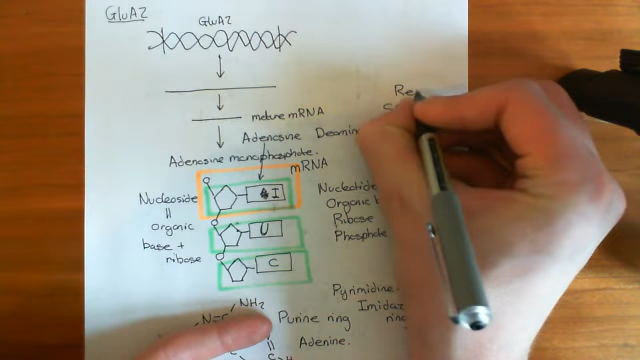 GluA2
GluA2
mature mRNA
Adenosine
Adenosine monophosphate.
mRNA
I
U
C
Nucleoside
=
organic
base +
ribose
Nucleotide
Organic
Ribose
Phosphate
Pyrimidine
Imidaz
ring
Purine ring
Adenine.
NH2
N=C
C